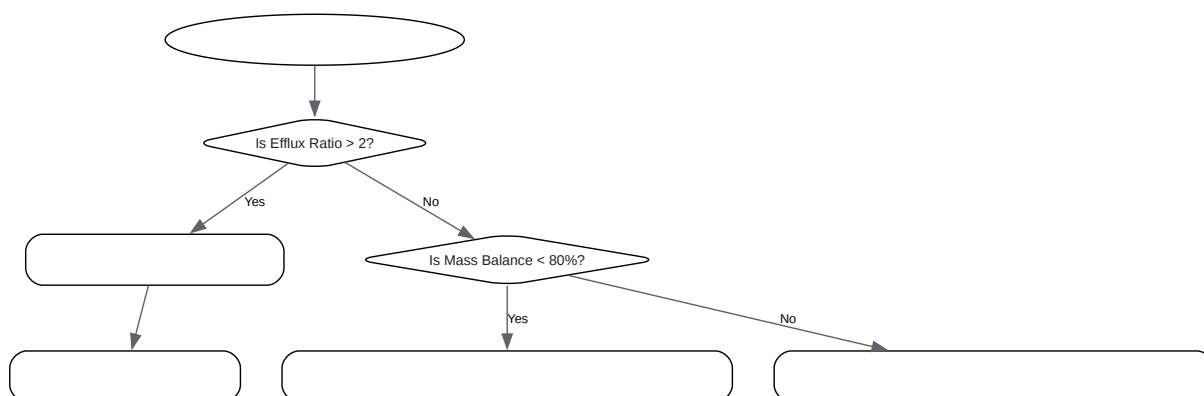 Is Efflux Ratio > 2?
Yes
No
Is Mass Balance < 80%?
Yes
No